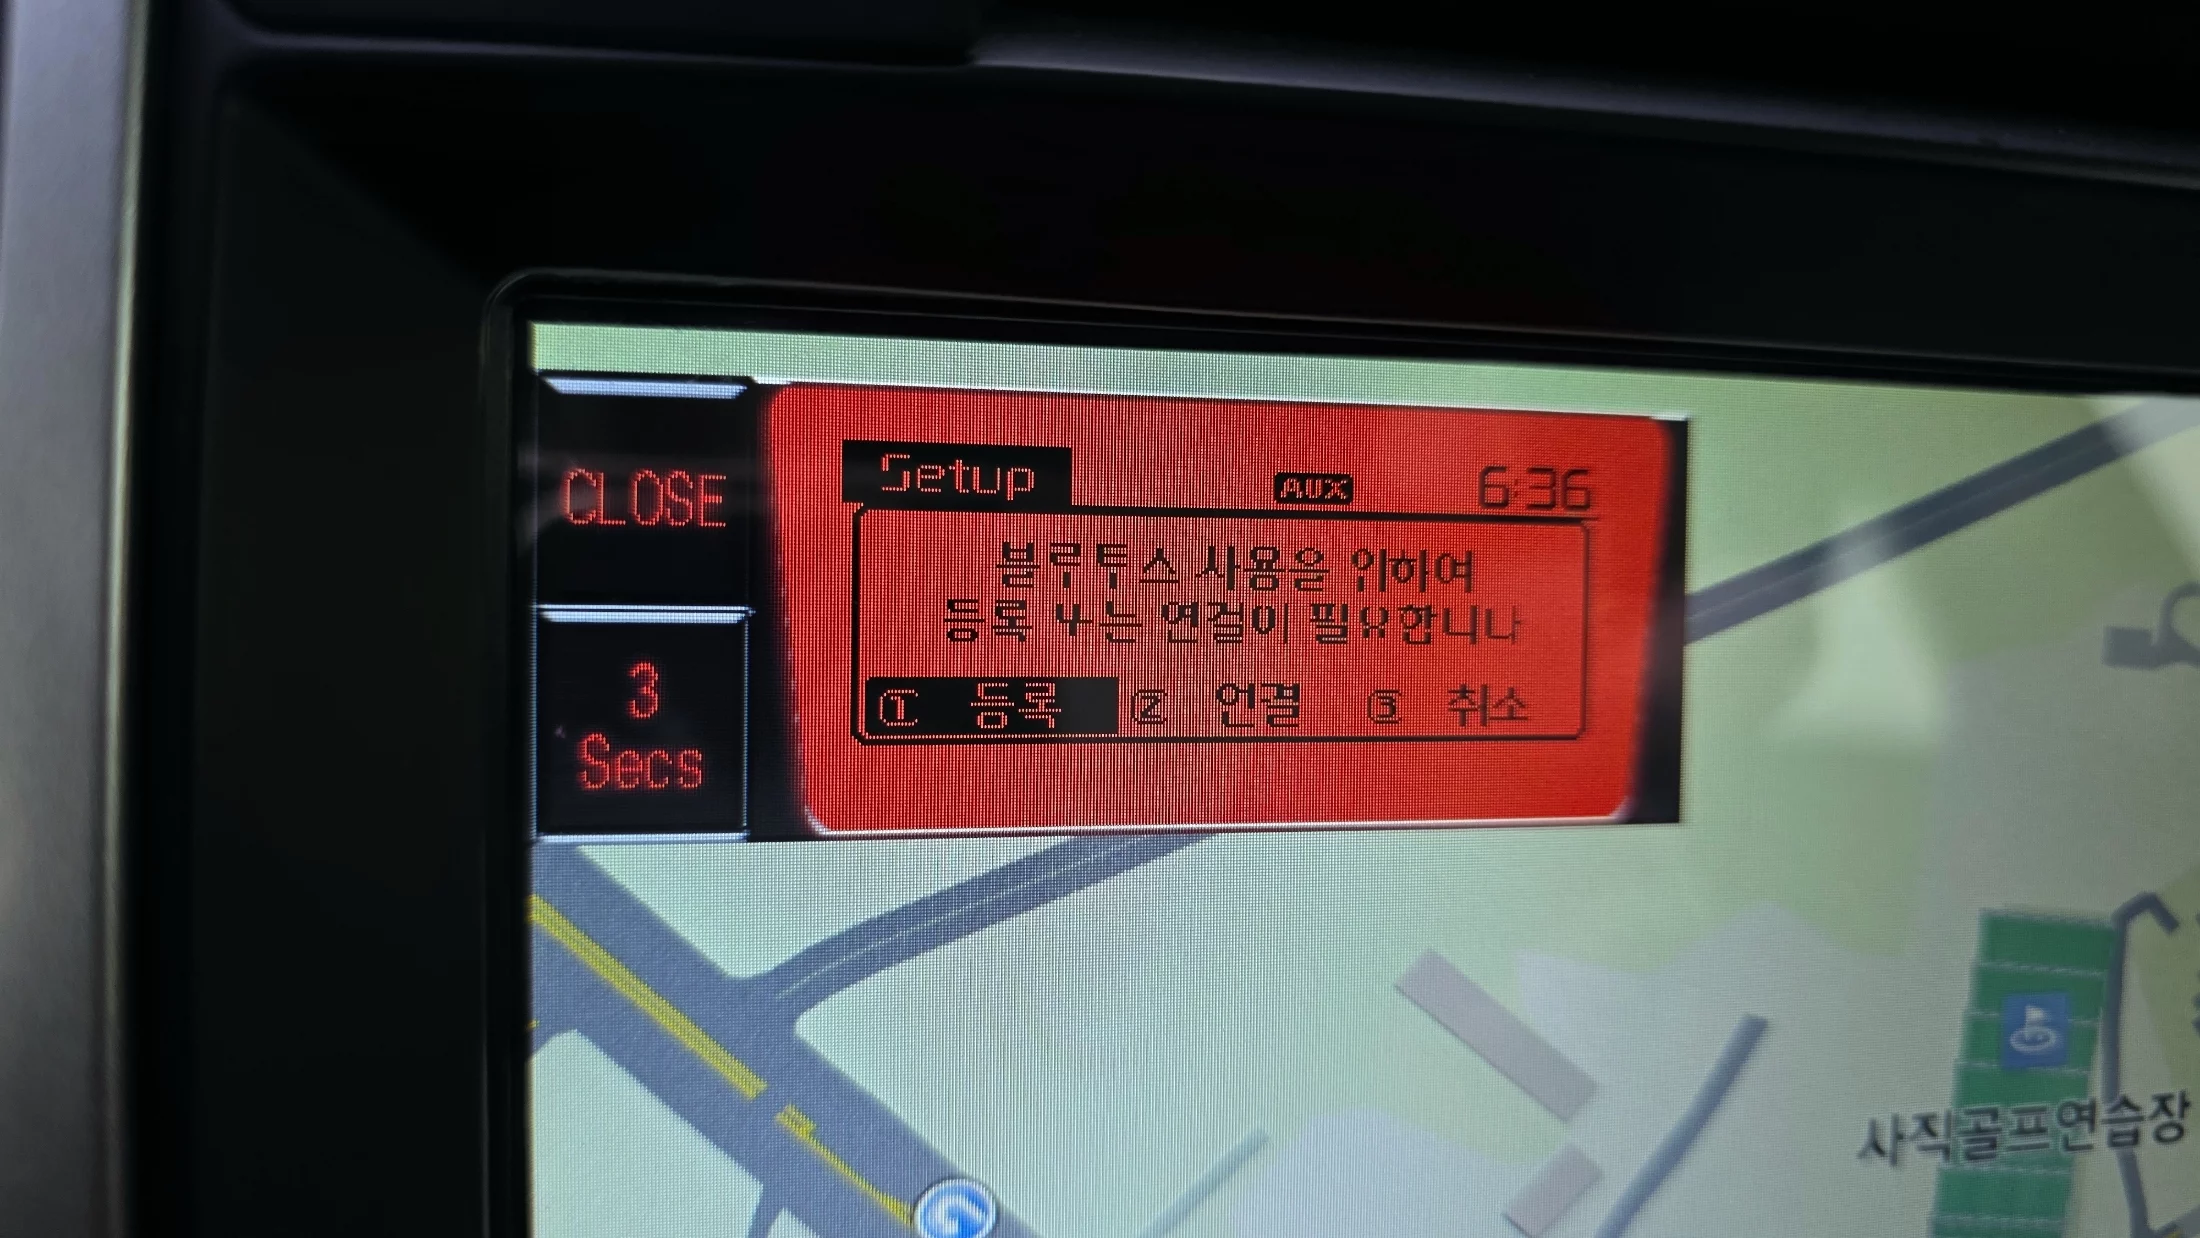 Setup AUX 6:36
CLOSE
블루투스 사용을 위하여
등록 또는 연결이 필요합니다
① 등록 ② 연결 ③ 취소
3
Secs
사직골프연습장